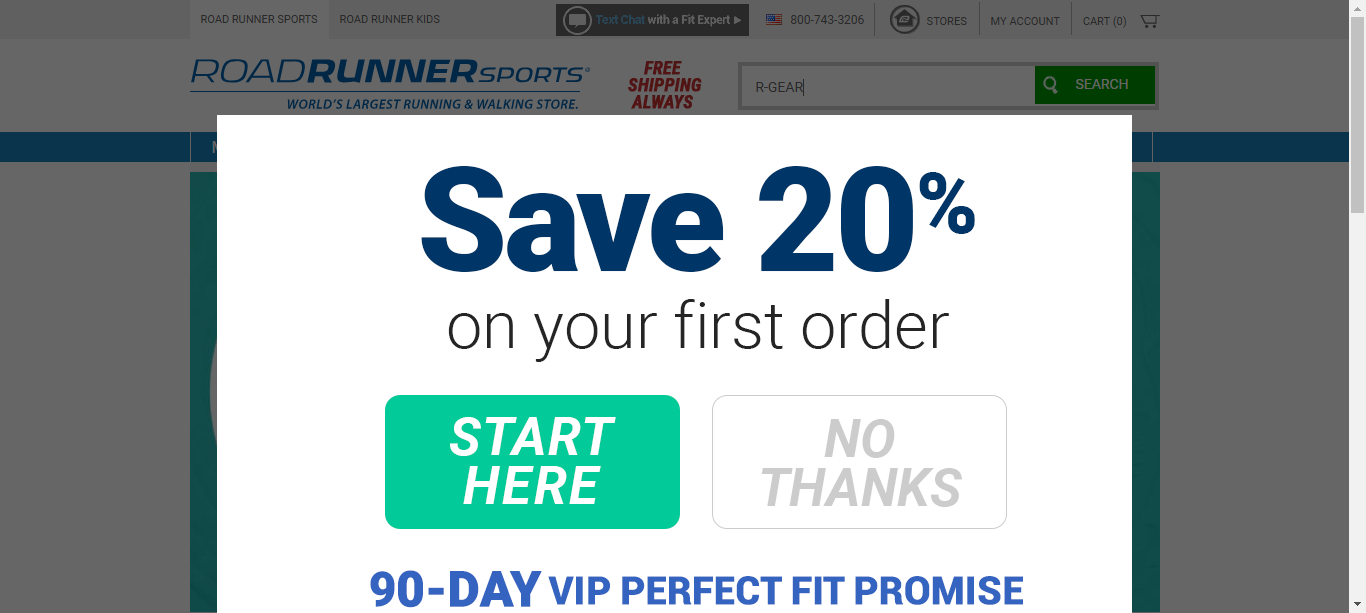 ROAD RUNNER SPORTS
ROAD RUNNER KIDS
Text Chat with a Fit Expert
800-743-3206
STORES
MY ACCOUNT
CART (0)
ROADRUNNERSPORTS
WORLD'S LARGEST RUNNING & WALKING STORE.
FREE
SHIPPING
ALWAYS
R-GEAR
SEARCH
Save 20%
on your first order
START
HERE
NO
THANKS
90-DAY VIP PERFECT FIT PROMISE